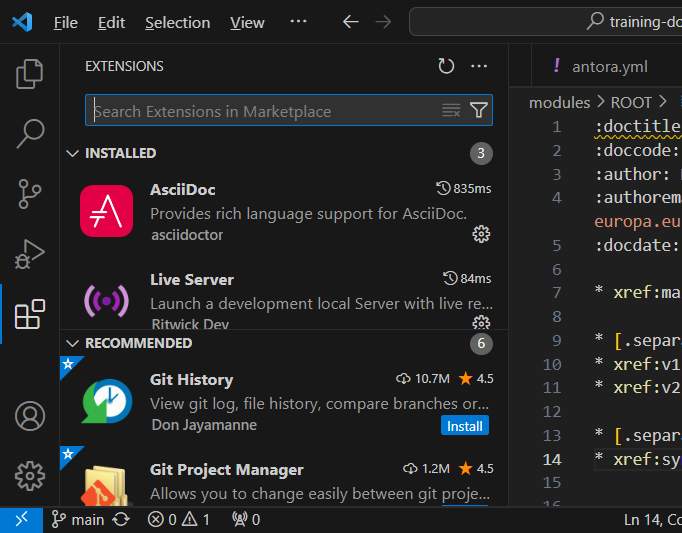 File Edit Selection View ...
training-do
EXTENSIONS
Search Extensions in Marketplace
INSTALLED 3
AsciiDoc 835ms
Provides rich language support for AsciiDoc.
asciidoctor
Live Server 84ms
Launch a development local Server with live re...
Ritwick Dey
RECOMMENDED 6
Git History 10.7M 4.5
View git log, file history, compare branches or...
Don Jayamanne Install
Git Project Manager 1.2M 4.5
Allows you to change easily between git proje...
! antora.yml
modules > ROOT >
1 :doctitle
2 :doccode:
3 :author:
4 :authorem
europa.eu
5 :docdate:
6
7 * xref:ma
8
9 * [.separ
10 * xref:v1
11 * xref:v2
12
13 * [.separ
14 * xref:sy
15
16
main 0 1 0
Ln 14, Co